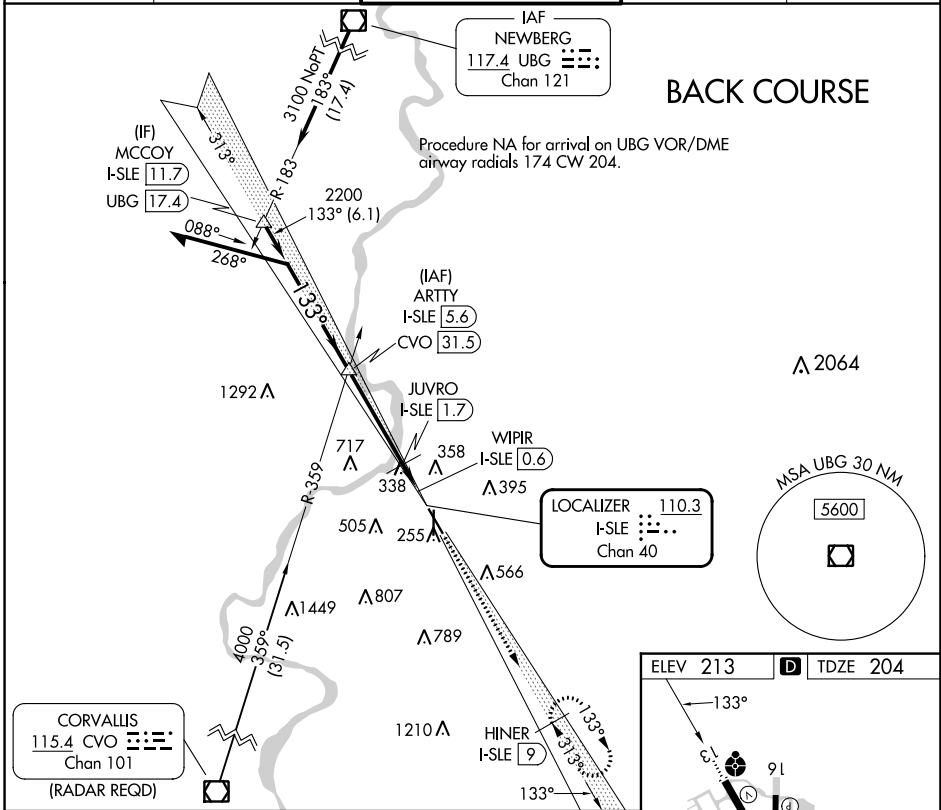 IAF
NEWBERG
117.4 UBG
Chan 121
BACK COURSE
Procedure NA for arrival on UBG VOR/DME
airway radials 174 CW 204.
3100 NoPT
183°
(17.4)
R-183
313°
(IF)
MCCOY
I-SLE 11.7
UBG 17.4
2200
133° (6.1)
088°
268°
133°
(IAF)
ARTTY
I-SLE 5.6
CVO 31.5
2064
1292
JUVRO
I-SLE 1.7
717
358
338
WIPIR
I-SLE 0.6
395
MSA UBG 30 NM
5600
R-359
505
255
LOCALIZER 110.3
I-SLE
Chan 40
566
1449
807
789
4000
359°
(31.5)
ELEV 213 D TDZE 204
133°
CORVALLIS
115.4 CVO
Chan 101
(RADAR REQD)
1210
HINER
I-SLE 9
133°
313°
133°
13
16
V
P